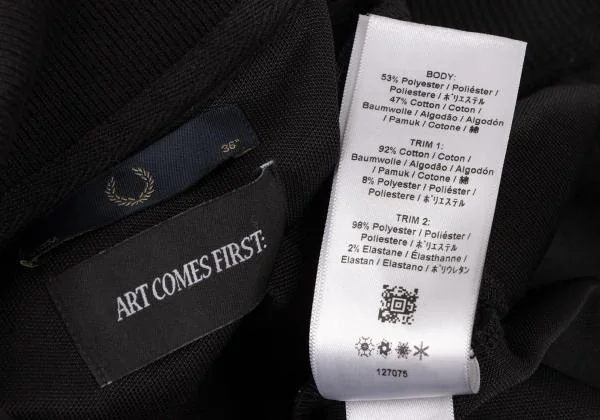 36"
ART COMES FIRST:
BODY:
53% Polyester / Poliéster /
Poliestere / ポリエステル
47% Cotton / Coton /
Baumwolle / Algodão / Algodón
/ Pamuk / Cotone / 綿
TRIM 1:
92% Cotton / Coton /
Baumwolle / Algodão / Algodón
/ Pamuk / Cotone / 綿
8% Polyester / Poliéster /
Poliestere / ポリエステル
TRIM 2:
98% Polyester / Poliéster /
Poliestere / ポリエステル
2% Elastane / Élasthanne /
Elastan / Elastano / ポリウレタン
127075